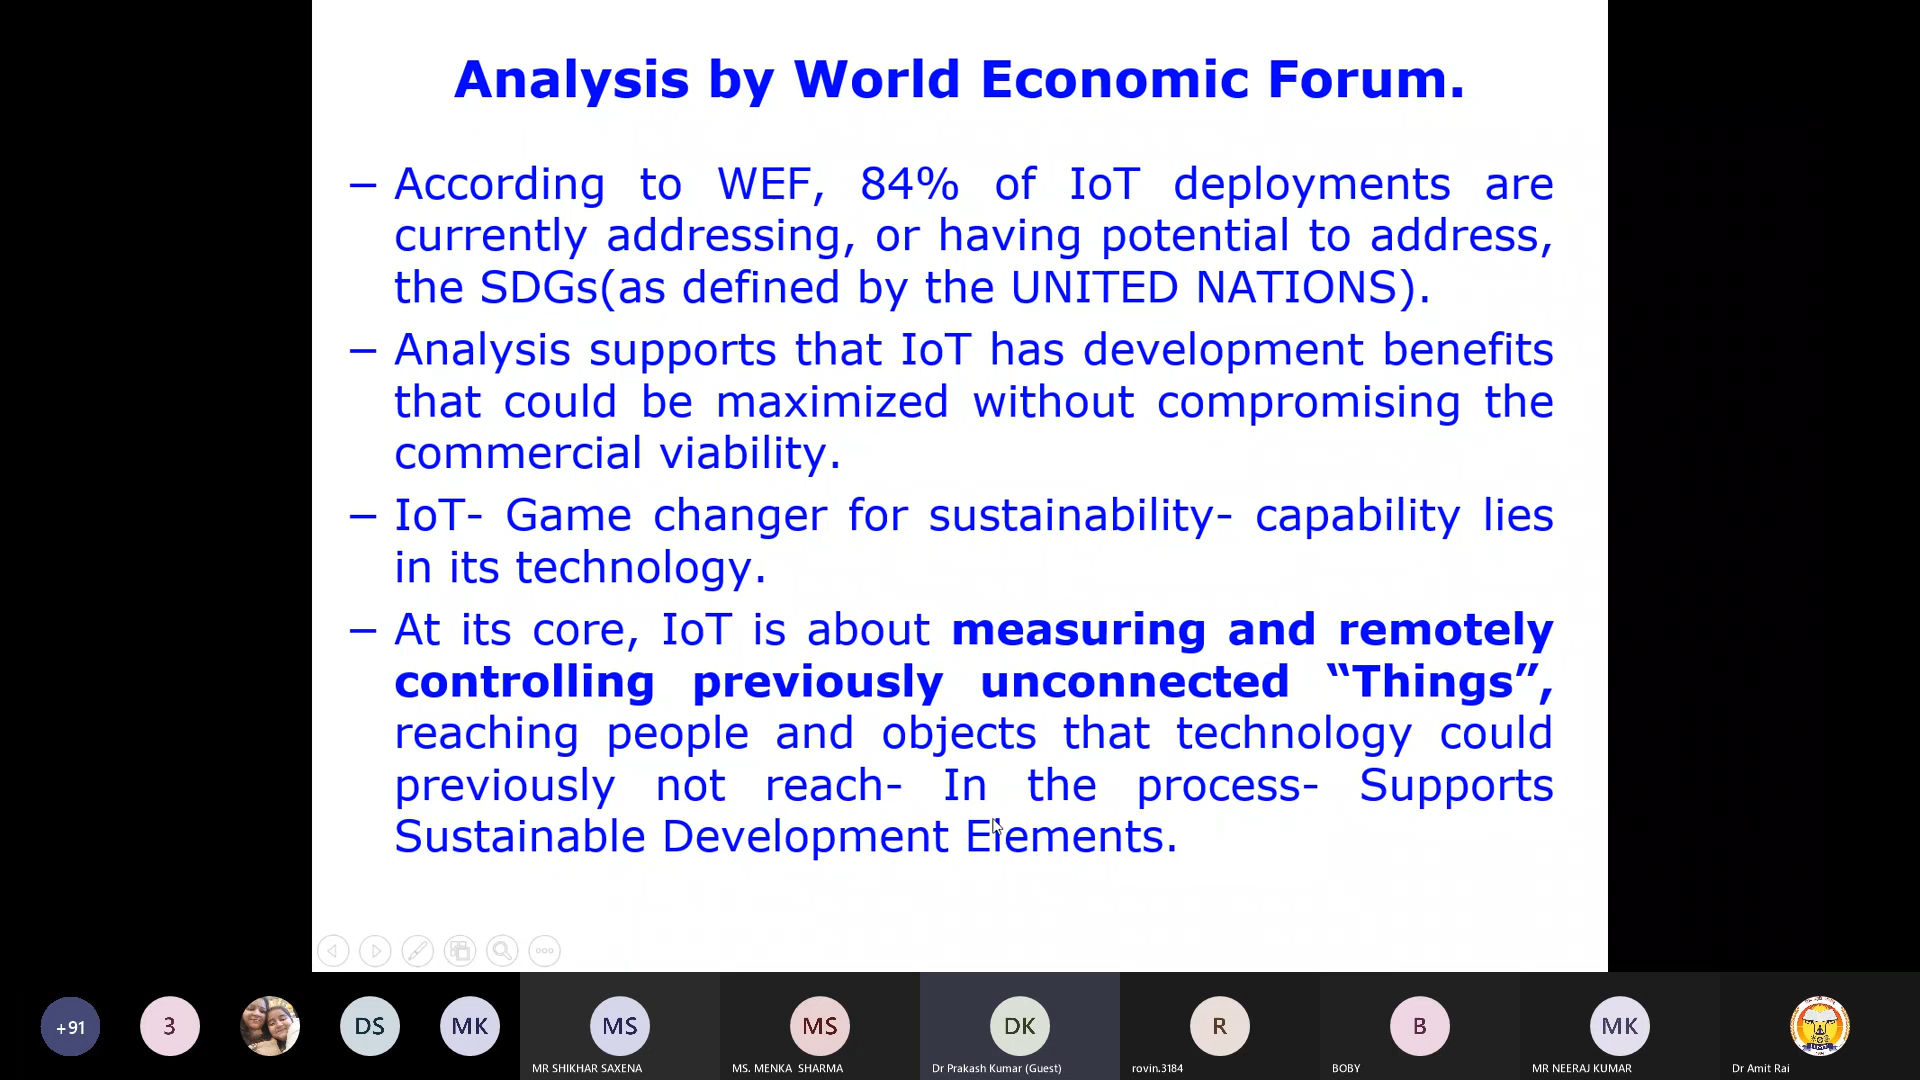 Analysis by World Economic Forum.
– According to WEF, 84% of IoT deployments are
currently addressing, or having potential to address,
the SDGs(as defined by the UNITED NATIONS).
– Analysis supports that IoT has development benefits
that could be maximized without compromising the
commercial viability.
– IoT- Game changer for sustainability- capability lies
in its technology.
– At its core, IoT is about measuring and remotely
controlling previously unconnected “Things”,
reaching people and objects that technology could
previously not reach- In the process- Supports
Sustainable Development Elements.
+91 3 DS MK MS MS DK R B MK
MR SHIKHAR SAXENA MS. MENKA SHARMA Dr Prakash Kumar (Guest) rovin.3184 BOBY MR NEERAJ KUMAR Dr Amit Rai